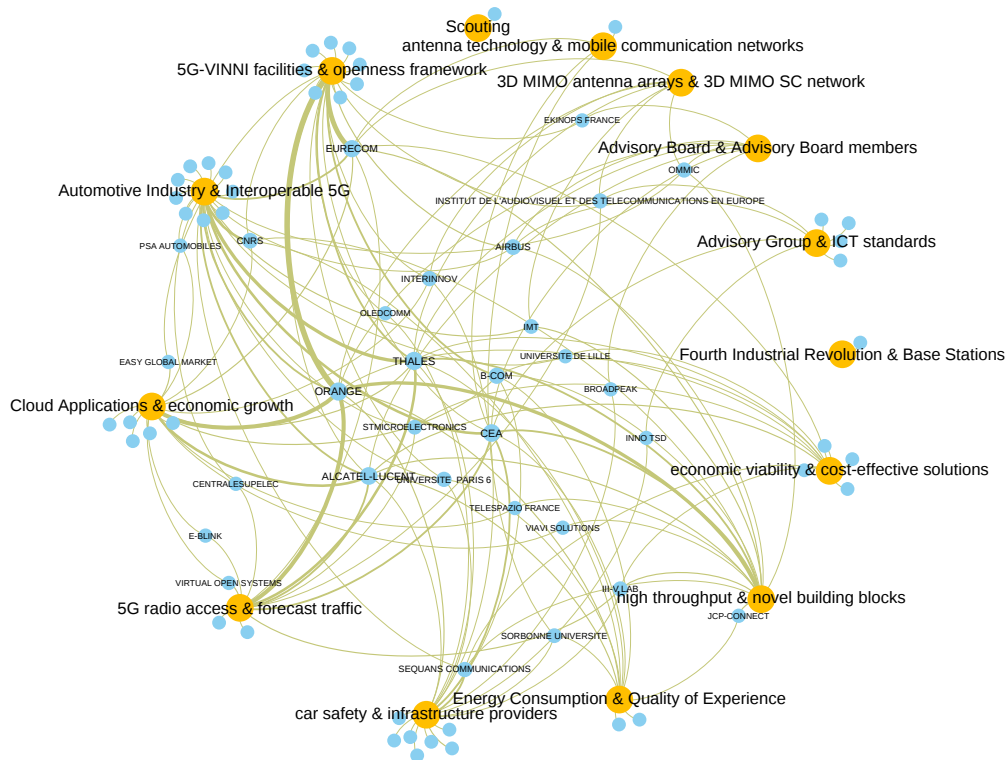 Scouting
antenna technology & mobile communication networks
5G-VINNI facilities & openness framework
3D MIMO antenna arrays & 3D MIMO SC network
EKINOPS FRANCE
EURECOM
Advisory Board & Advisory Board members
OMMIC
Automotive Industry & Interoperable 5G
INSTITUT DE L'AUDIOVISUEL ET DES TELECOMMUNICATIONS EN EUROPE
PSA AUTOMOBILES
CNRS
AIRBUS
Advisory Group & ICT standards
INTERINNOV
OLEDCOMM
IMT
EASY GLOBAL MARKET
THALES
UNIVERSITE DE LILLE
Fourth Industrial Revolution & Base Stations
B-COM
ORANGE
BROADPEAK
Cloud Applications & economic growth
STMICROELECTRONICS
CEA
INNO TSD
economic viability & cost-effective solutions
CENTRALESUPELEC
ALCATEL-LUCENT
UNIVERSITE PARIS 6
TELESPAZIO FRANCE
VIAVI SOLUTIONS
E-BLINK
VIRTUAL OPEN SYSTEMS
III-V LAB
high throughput & novel building blocks
5G radio access & forecast traffic
JCP-CONNECT
SORBONNE UNIVERSITE
SEQUANS COMMUNICATIONS
Energy Consumption & Quality of Experience
car safety & infrastructure providers